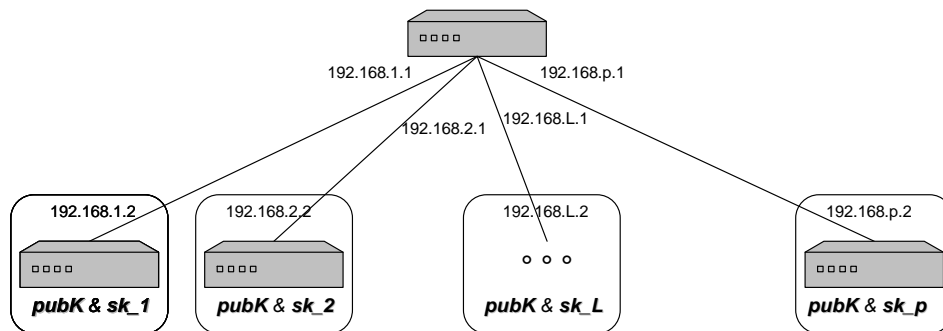 192.168.1.1
192.168.p.1
192.168.2.1
192.168.L.1
192.168.1.2
192.168.2.2
192.168.L.2
192.168.p.2
pubK & sk_1
pubK & sk_2
pubK & sk_L
pubK & sk_p